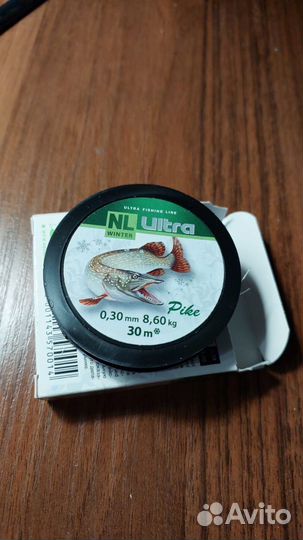 ULTRA FISHING LINE
NL Ultra
WINTER
Pike
0,30 mm 8,60 kg
30 m*
Avito